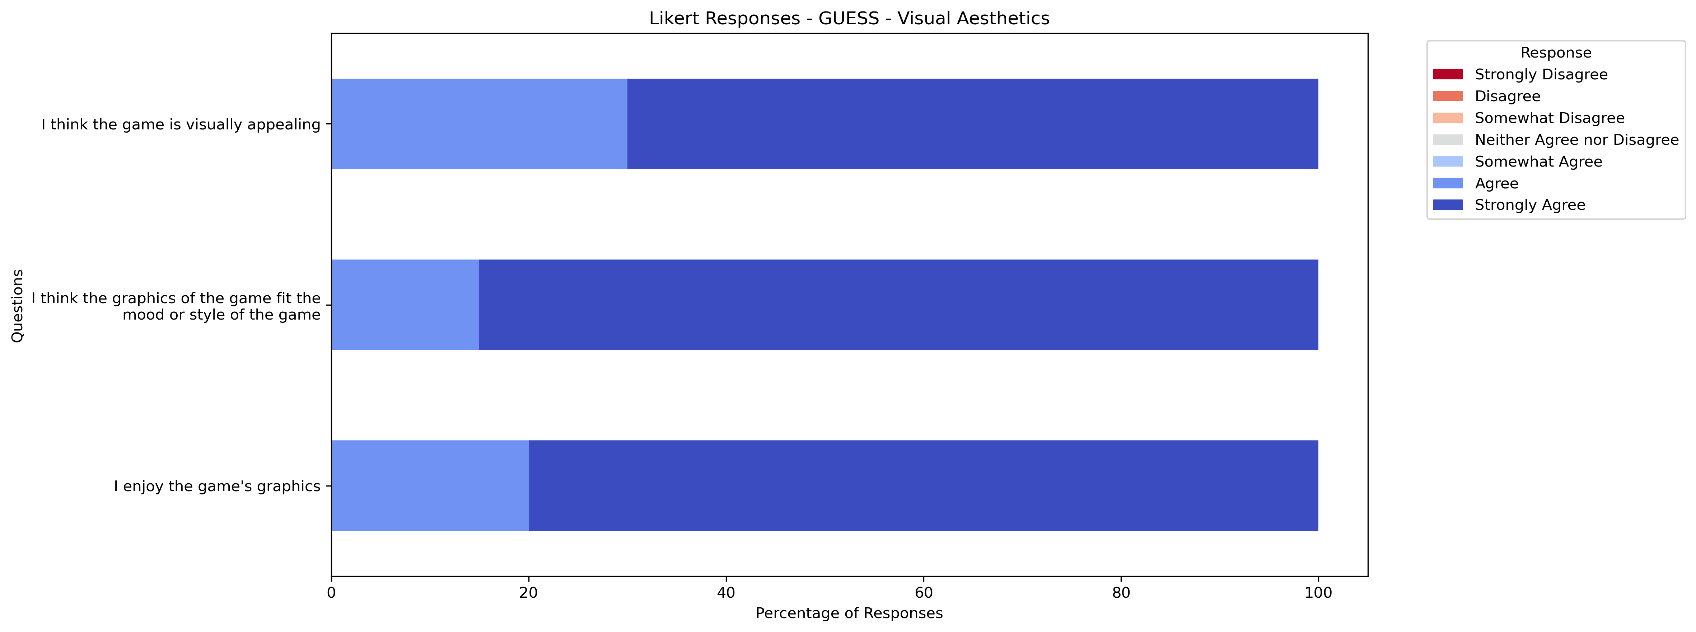 Likert Responses - GUESS - Visual Aesthetics
I think the game is visually appealing
I think the graphics of the game fit the
mood or style of the game
I enjoy the game's graphics
Questions
0 20 40 60 80 100
Percentage of Responses
Response
Strongly Disagree
Disagree
Somewhat Disagree
Neither Agree nor Disagree
Somewhat Agree
Agree
Strongly Agree